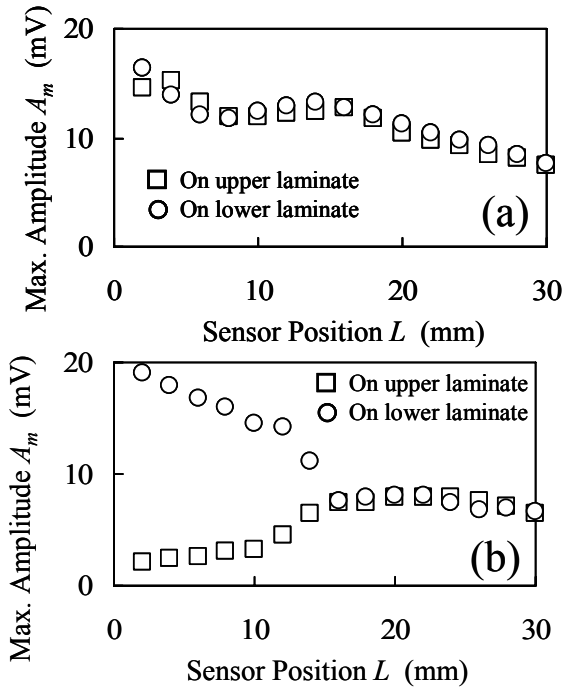 20
Max. Amplitude Am (mV)
10
□ On upper laminate
○ On lower laminate
(a)
0
0 10 20 30
Sensor Position L (mm)
20
Max. Amplitude Am (mV)
□ On upper laminate
○ On lower laminate
10
(b)
0
0 10 20 30
Sensor Position L (mm)